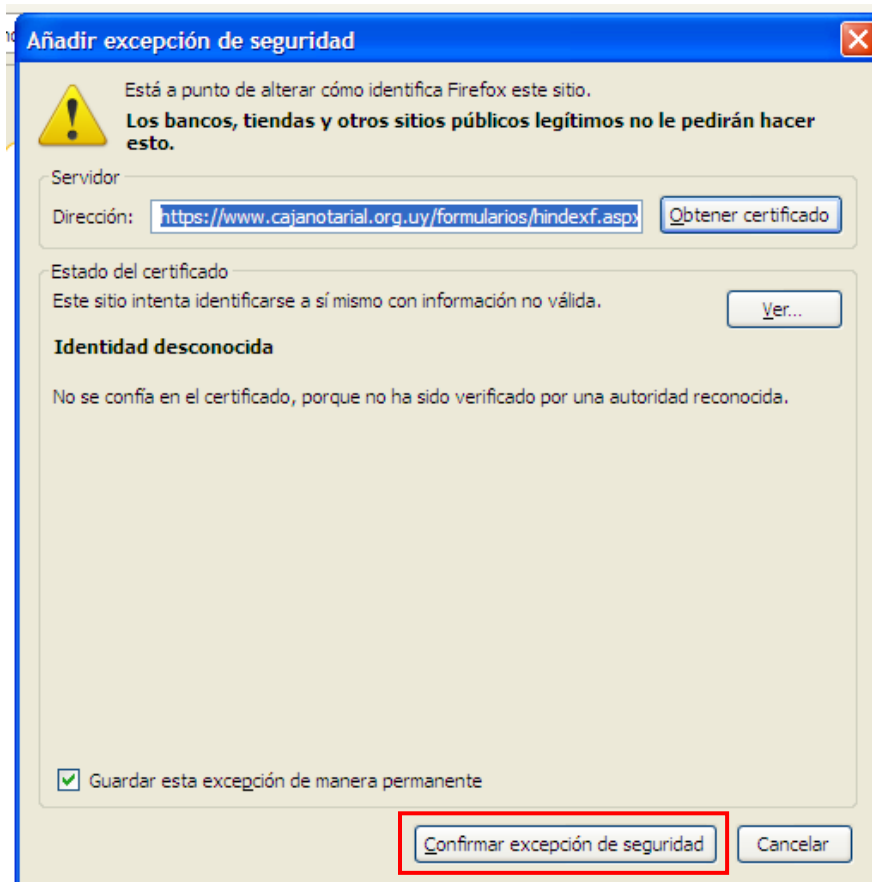 Añadir excepción de seguridad
Está a punto de alterar cómo identifica Firefox este sitio.
Los bancos, tiendas y otros sitios públicos legítimos no le pedirán hacer
esto.
Servidor
Dirección: https://www.cajanotarial.org.uy/formularios/hindexf.aspx Obtener certificado
Estado del certificado
Este sitio intenta identificarse a sí mismo con información no válida. Ver...
Identidad desconocida
No se confía en el certificado, porque no ha sido verificado por una autoridad reconocida.
Guardar esta excepción de manera permanente
Confirmar excepción de seguridad Cancelar